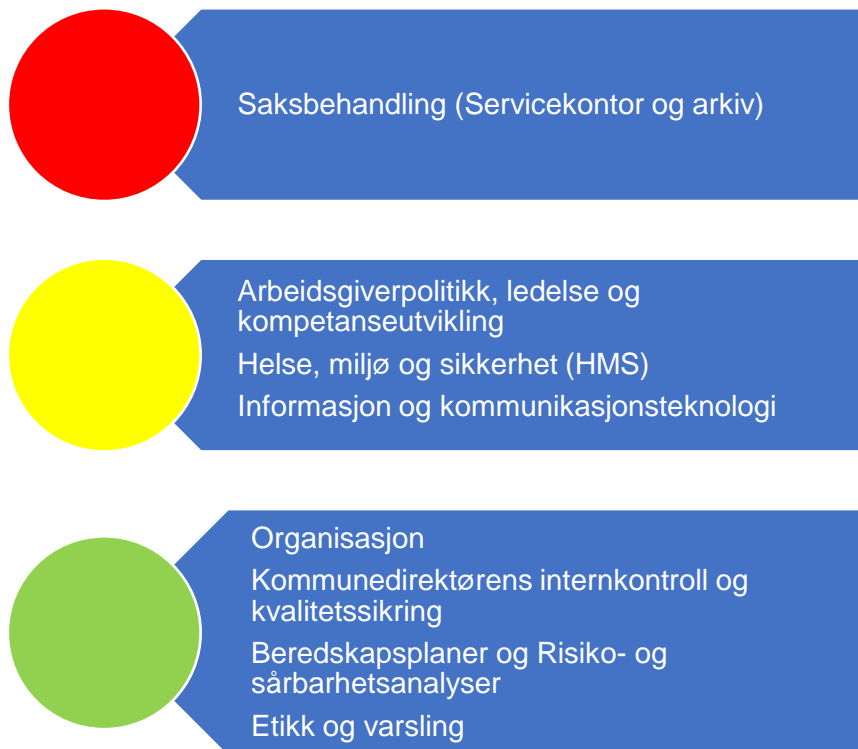 Saksbehandling (Servicekontor og arkiv)
Arbeidsgiverpolitikk, ledelse og
kompetanseutvikling
Helse, miljø og sikkerhet (HMS)
Informasjon og kommunikasjonsteknologi
Organisasjon
Kommunedirektørens internkontroll og
kvalitetssikring
Beredskapsplaner og Risiko- og
sårbarhetsanalyser
Etikk og varsling